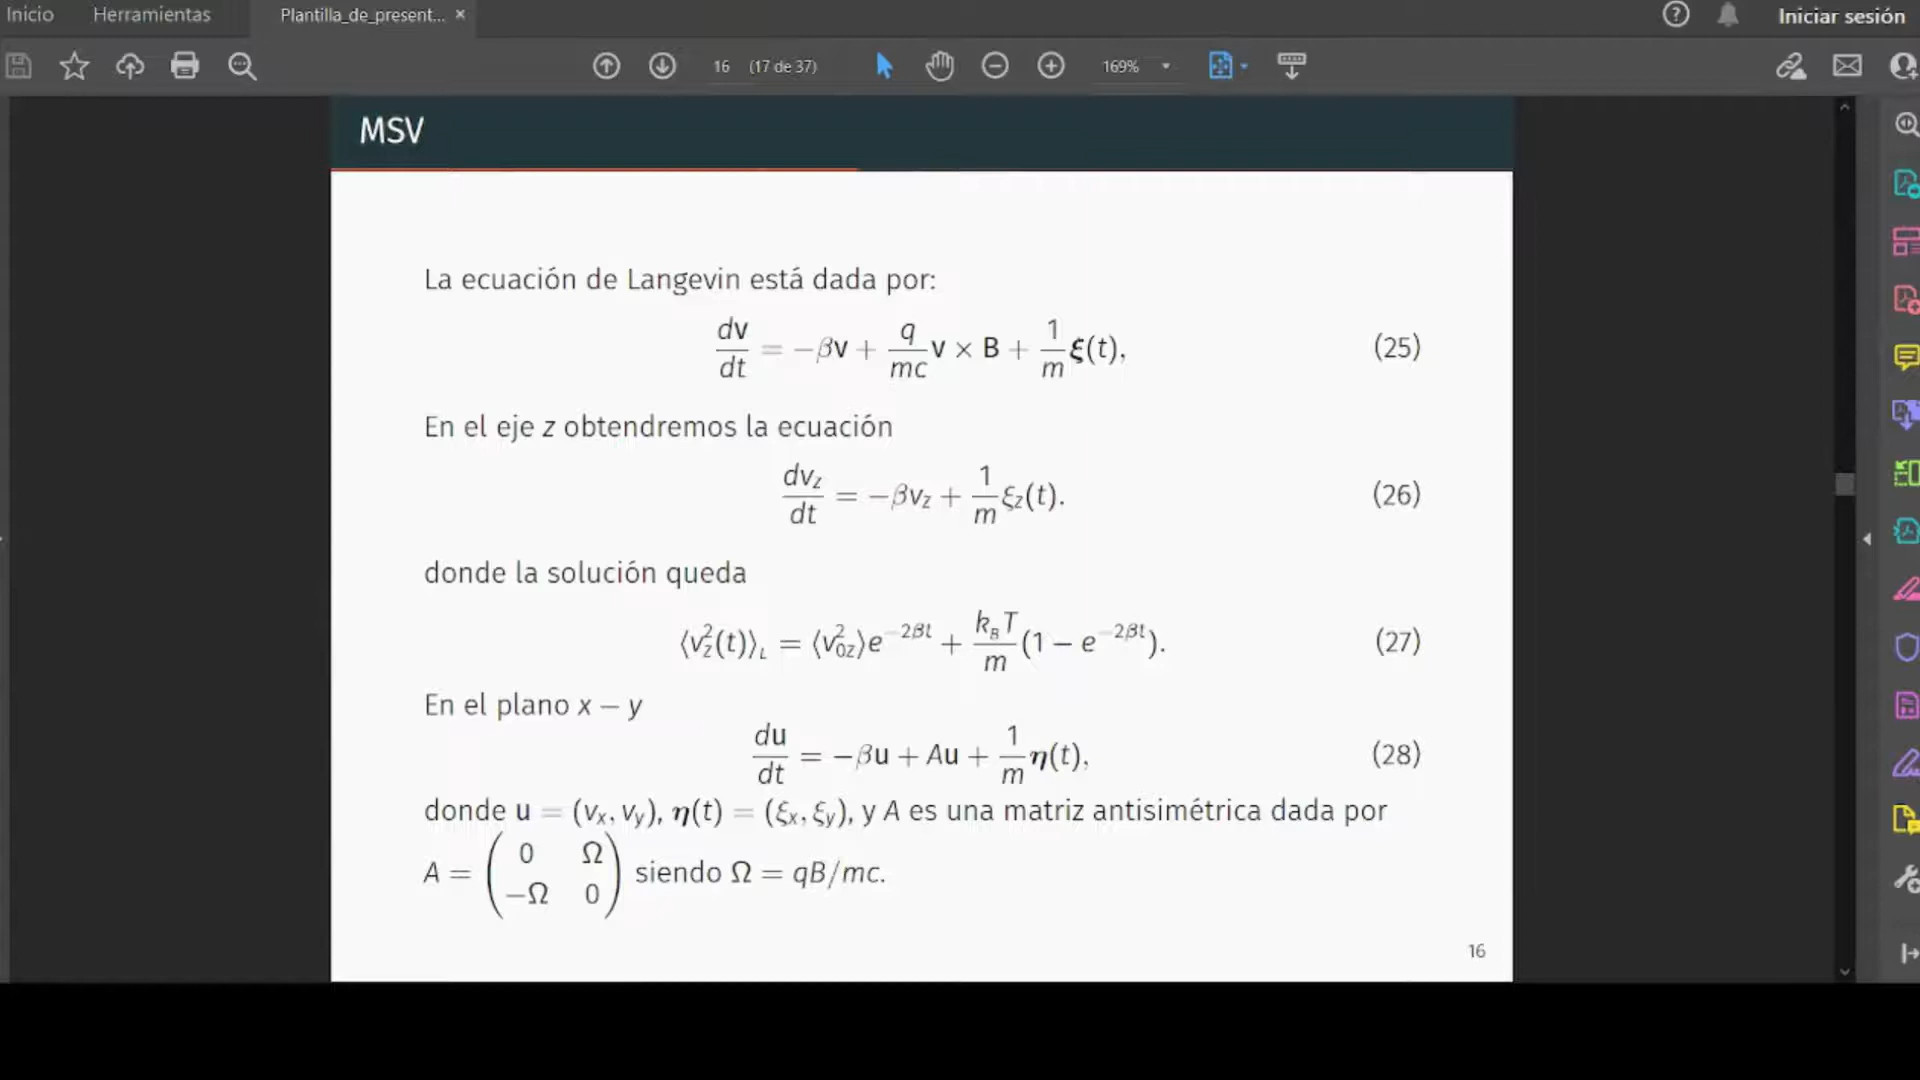 Inicio Herramientas Plantilla_de_present... × Iniciar sesión
16 (17 de 37) 169%
MSV
La ecuación de Langevin está dada por:
d𝐯/dt = −β𝐯 + q/mc 𝐯 × 𝐁 + 1/m 𝝃(t), (25)
En el eje z obtendremos la ecuación
dv_z/dt = −βv_z + 1/m ξ_z(t). (26)
donde la solución queda
⟨v_z^2(t)⟩_L = ⟨v_{0z}^2⟩e^{−2βt} + k_B T/m (1 − e^{−2βt}). (27)
En el plano x − y
d𝐮/dt = −β𝐮 + A𝐮 + 1/m 𝜼(t), (28)
donde 𝐮 = (v_x, v_y), 𝜼(t) = (ξ_x, ξ_y), y A es una matriz antisimétrica dada por
A = ( 0 Ω
−Ω 0 ) siendo Ω = qB/mc.
16